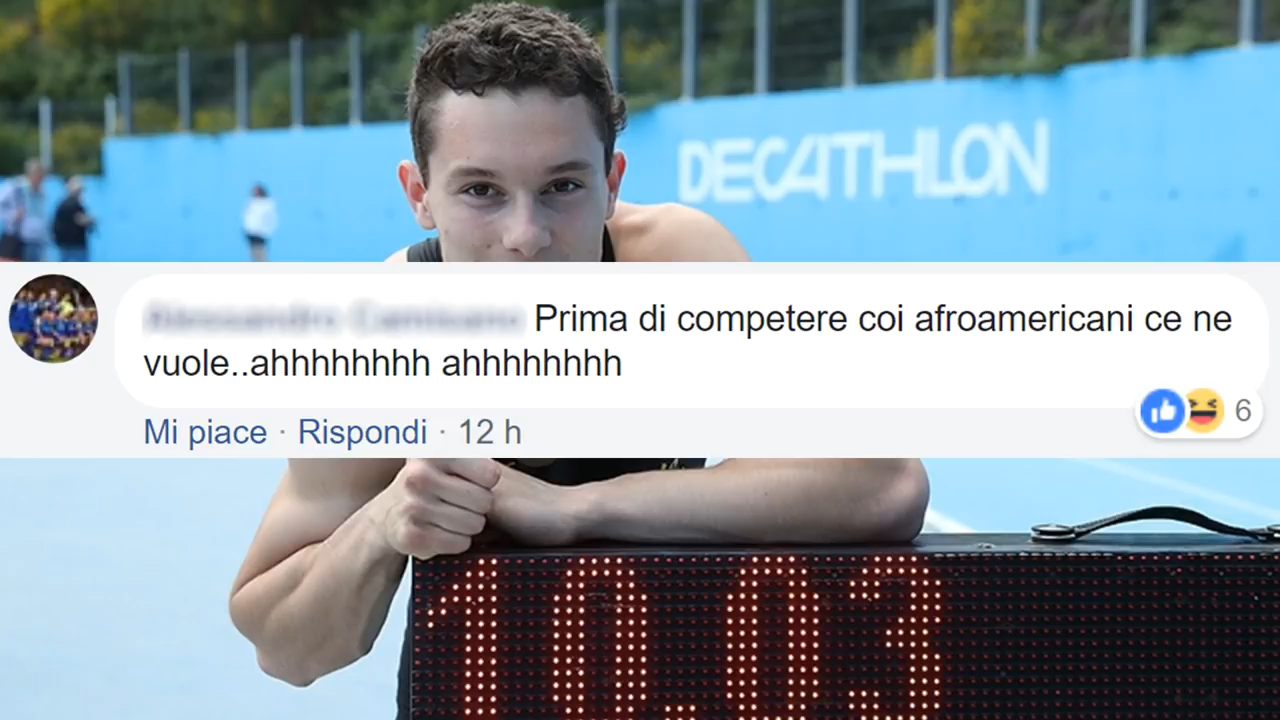 DECATHLON
Prima di competere coi afroamericani ce ne
vuole..ahhhhhhhh ahhhhhhhh
Mi piace · Rispondi · 12 h
6
10.03